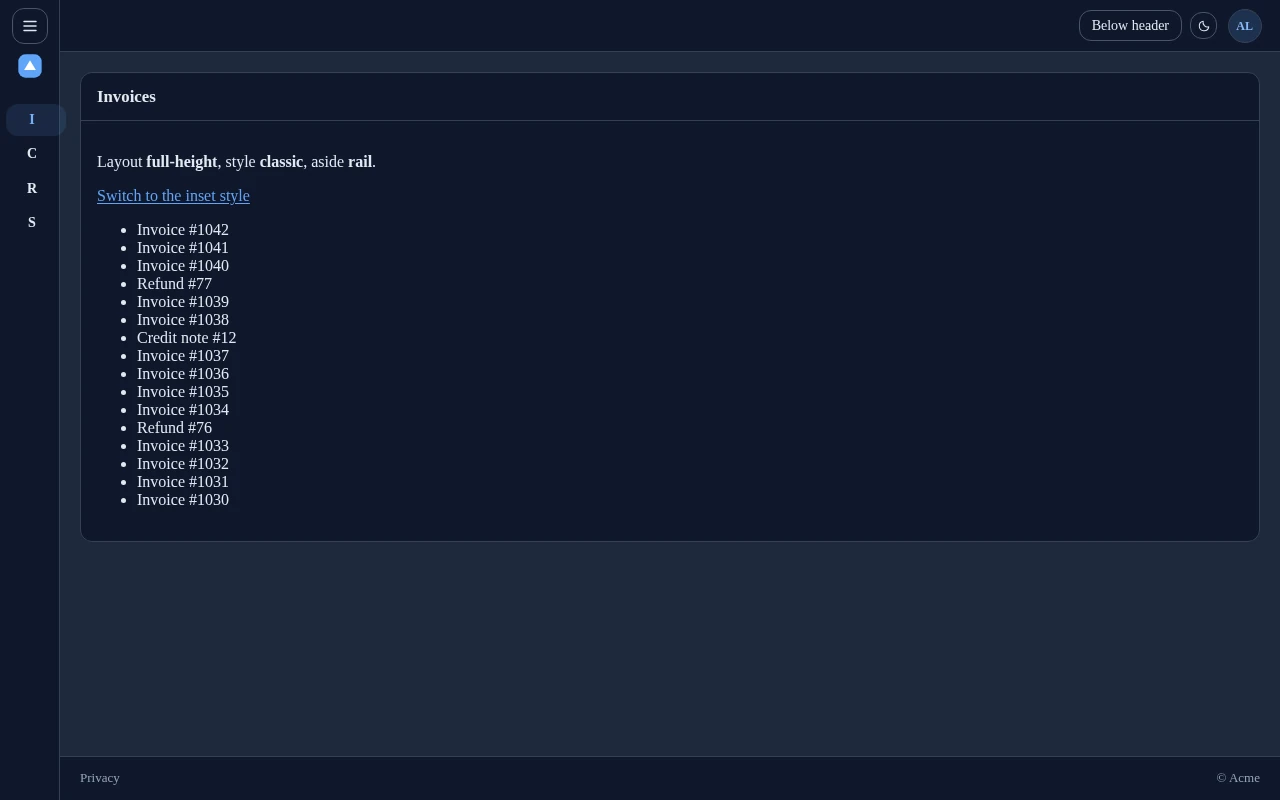 Below header
AL
I
C
R
S
Invoices
Layout full-height, style classic, aside rail.
Switch to the inset style
Invoice #1042
Invoice #1041
Invoice #1040
Refund #77
Invoice #1039
Invoice #1038
Credit note #12
Invoice #1037
Invoice #1036
Invoice #1035
Invoice #1034
Refund #76
Invoice #1033
Invoice #1032
Invoice #1031
Invoice #1030
Privacy
© Acme